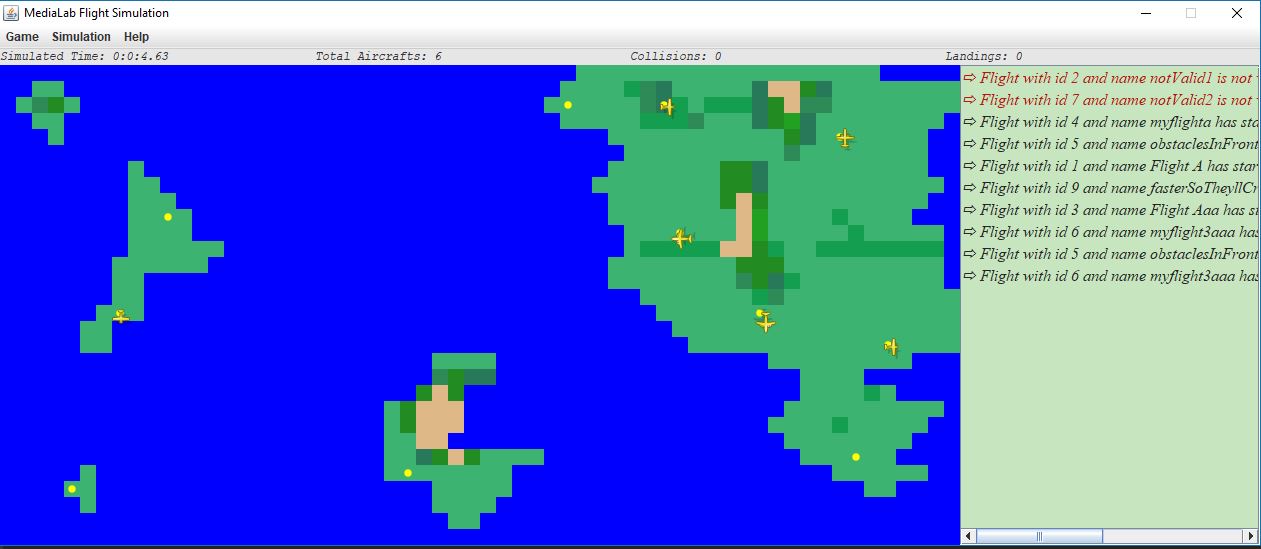 MediaLab Flight Simulation
Game Simulation Help
Simulated Time: 0:0:4.63 Total Aircrafts: 6 Collisions: 0 Landings: 0
⇨ Flight with id 2 and name notValid1 is not
⇨ Flight with id 7 and name notValid2 is not
⇨ Flight with id 4 and name myflighta has sta
⇨ Flight with id 5 and name obstaclesInFront
⇨ Flight with id 1 and name Flight A has star
⇨ Flight with id 9 and name fasterSoTheyllCr
⇨ Flight with id 3 and name Flight Aaa has st
⇨ Flight with id 6 and name myflight3aaa has
⇨ Flight with id 5 and name obstaclesInFront
⇨ Flight with id 6 and name myflight3aaa has